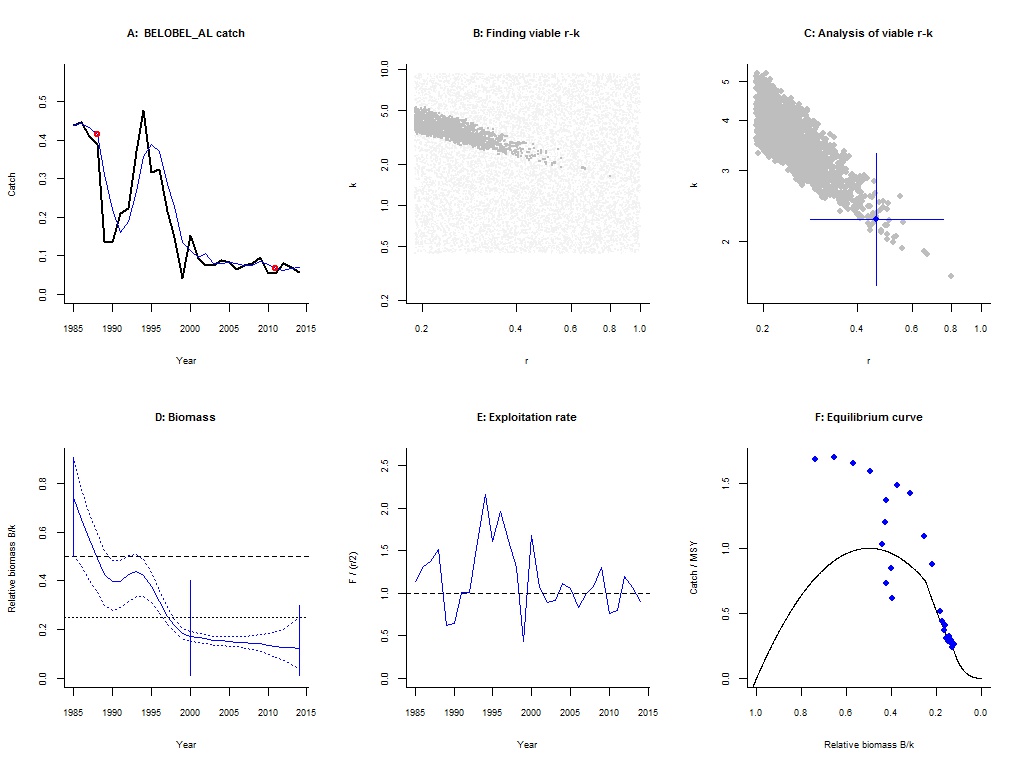 A:  BELOBEL_AL catch
Catch
0.0 0.1 0.2 0.3 0.4 0.5
1985 1990 1995 2000 2005 2010 2015
Year
B: Finding viable r-k
k
0.2 0.5 1.0 2.0 5.0 10.0
0.2 0.4 0.6 0.8 1.0
r
C: Analysis of viable r-k
k
2 3 4 5
0.2 0.4 0.6 0.8 1.0
r
D: Biomass
Relative biomass B/k
0.0 0.2 0.4 0.6 0.8
1985 1990 1995 2000 2005 2010 2015
Year
E: Exploitation rate
F / (r/2)
0.0 0.5 1.0 1.5 2.0 2.5
1985 1990 1995 2000 2005 2010 2015
Year
F: Equilibrium curve
Catch / MSY
0.0 0.5 1.0 1.5
1.0 0.8 0.6 0.4 0.2 0.0
Relative biomass B/k